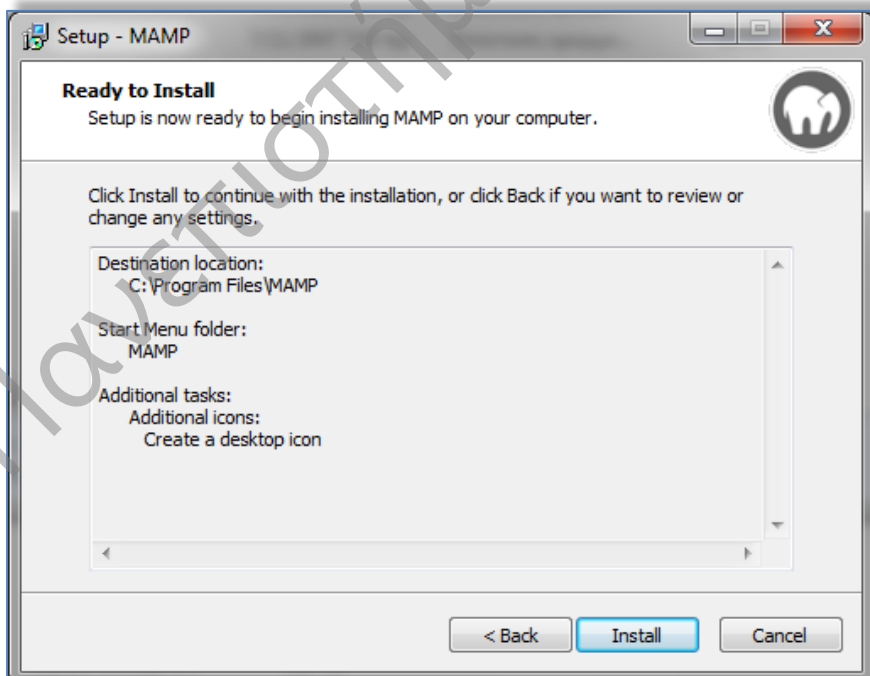 Setup - MAMP
Ready to Install
Setup is now ready to begin installing MAMP on your computer.
Click Install to continue with the installation, or click Back if you want to review or
change any settings.
Destination location:
C:\Program Files\MAMP
Start Menu folder:
MAMP
Additional tasks:
Additional icons:
Create a desktop icon
< Back
Install
Cancel
Πανεπιστήμ